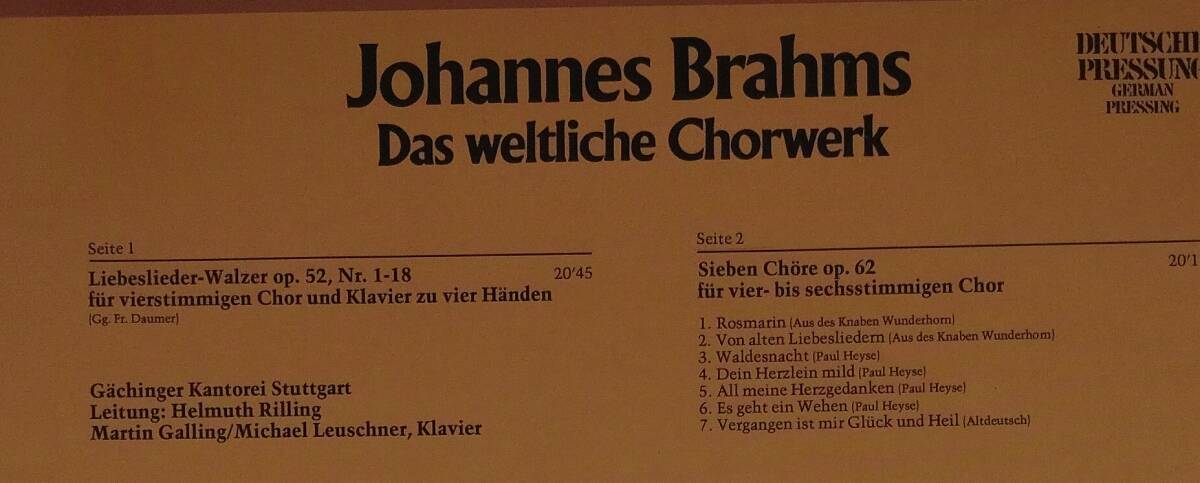 Johannes Brahms
Das weltliche Chorwerk
DEUTSCHE
PRESSUNG
GERMAN
PRESSING
Seite 1
Liebeslieder-Walzer op. 52, Nr. 1-18 20'45
für vierstimmigen Chor und Klavier zu vier Händen
(Gg. Fr. Daumer)
Gächinger Kantorei Stuttgart
Leitung: Helmuth Rilling
Martin Galling/Michael Leuschner, Klavier
Seite 2
Sieben Chöre op. 62
für vier- bis sechsstimmigen Chor
1. Rosmarin (Aus des Knaben Wunderhorn)
2. Von alten Liebesliedern (Aus des Knaben Wunderhorn)
3. Waldesnacht (Paul Heyse)
4. Dein Herzlein mild (Paul Heyse)
5. All meine Herzgedanken (Paul Heyse)
6. Es geht ein Wehen (Paul Heyse)
7. Vergangen ist mir Glück und Heil (Altdeutsch)